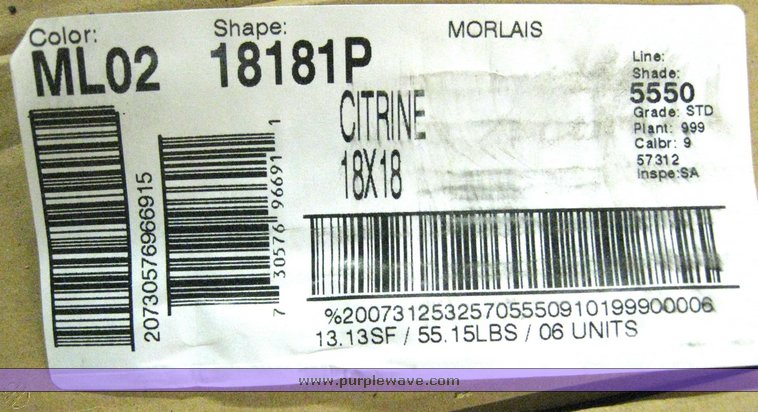 Color:
ML02
Shape:
18181P
MORLAIS
CITRINE
18X18
Line:
Shade:
5550
Grade: STD
Plant: 999
Calbr: 9
57312
Inspe:SA
20730576966915
7 30576 96691 1
%2007312532570555091019990006
13.13SF / 55.15LBS / 06 UNITS
www.purplewave.com